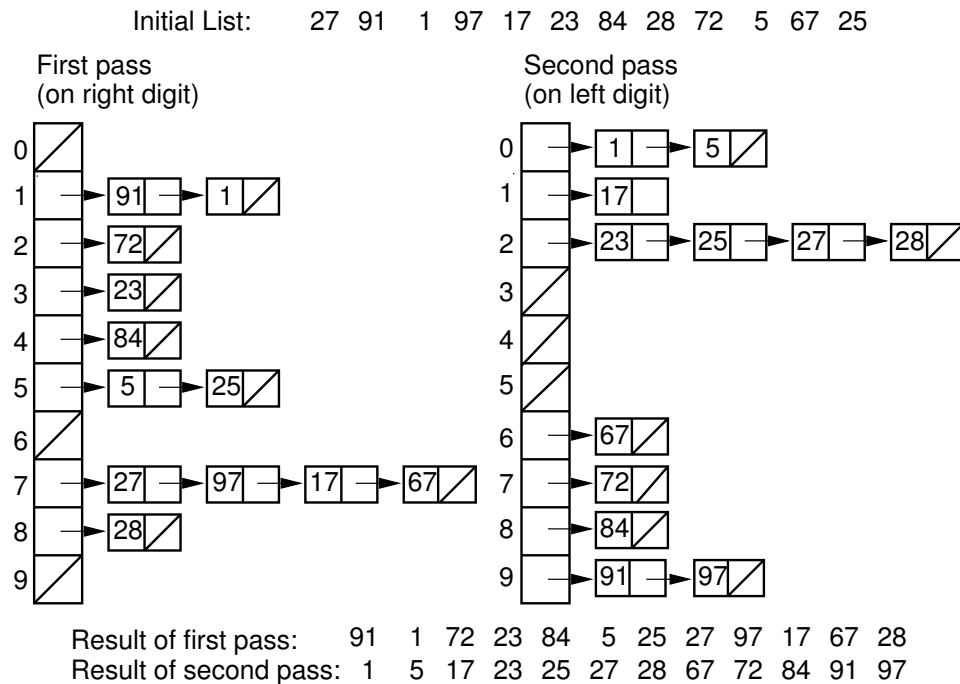 Initial List: 27 91 1 97 17 23 84 28 72 5 67 25
First pass
(on right digit)
0
1 91 1
2 72
3 23
4 84
5 5 25
6
7 27 97 17 67
8 28
9
Second pass
(on left digit)
0 1 5
1 17
2 23 25 27 28
3
4
5
6 67
7 72
8 84
9 91 97
Result of first pass: 91 1 72 23 84 5 25 27 97 17 67 28
Result of second pass: 1 5 17 23 25 27 28 67 72 84 91 97